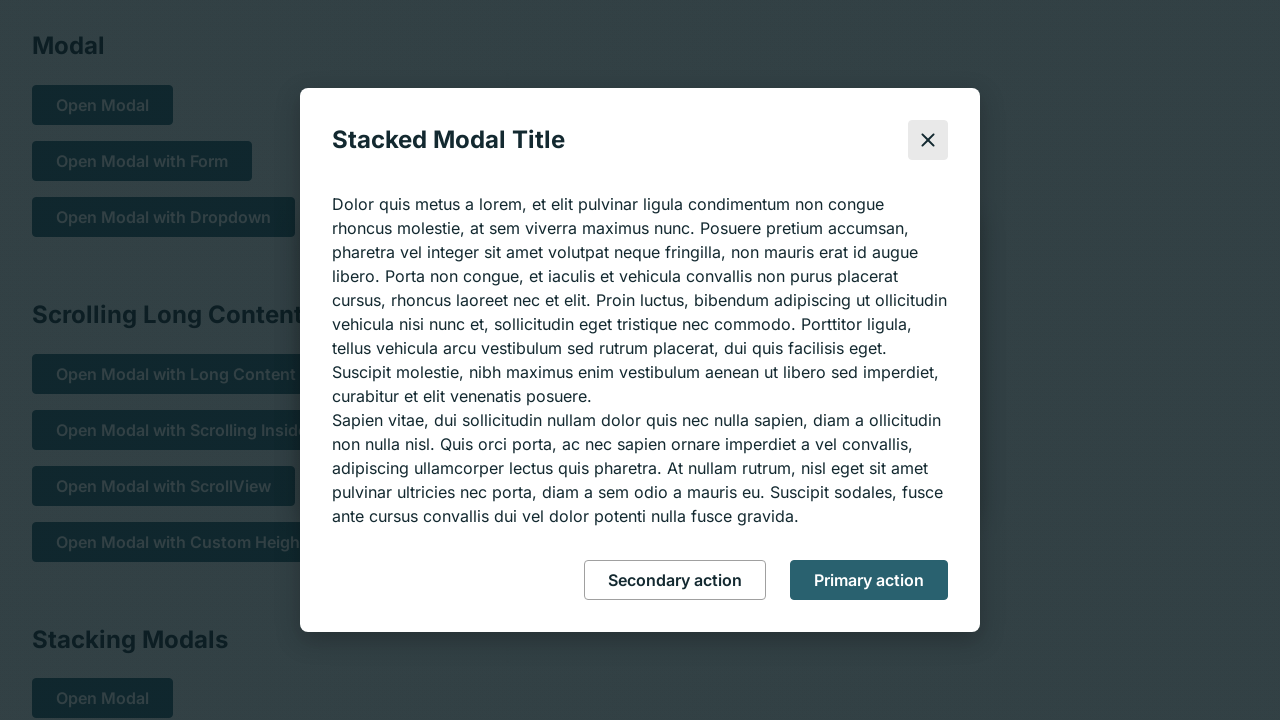 Modal
Open Modal
Open Modal with Form
Open Modal with Dropdown
Scrolling Long Content
Open Modal with Long Content
Open Modal with Scrolling Inside
Open Modal with ScrollView
Open Modal with Custom Heigh
Stacking Modals
Open Modal
Stacked Modal Title
Dolor quis metus a lorem, et elit pulvinar ligula condimentum non congue
rhoncus molestie, at sem viverra maximus nunc. Posuere pretium accumsan,
pharetra vel integer sit amet volutpat neque fringilla, non mauris erat id augue
libero. Porta non congue, et iaculis et vehicula convallis non purus placerat
cursus, rhoncus laoreet nec et elit. Proin luctus, bibendum adipiscing ut ollicitudin
vehicula nisi nunc et, sollicitudin eget tristique nec commodo. Porttitor ligula,
tellus vehicula arcu vestibulum sed rutrum placerat, dui quis facilisis eget.
Suscipit molestie, nibh maximus enim vestibulum aenean ut libero sed imperdiet,
curabitur et elit venenatis posuere.
Sapien vitae, dui sollicitudin nullam dolor quis nec nulla sapien, diam a ollicitudin
non nulla nisl. Quis orci porta, ac nec sapien ornare imperdiet a vel convallis,
adipiscing ullamcorper lectus quis pharetra. At nullam rutrum, nisl eget sit amet
pulvinar ultricies nec porta, diam a sem odio a mauris eu. Suscipit sodales, fusce
ante cursus convallis dui vel dolor potenti nulla fusce gravida.
Secondary action
Primary action